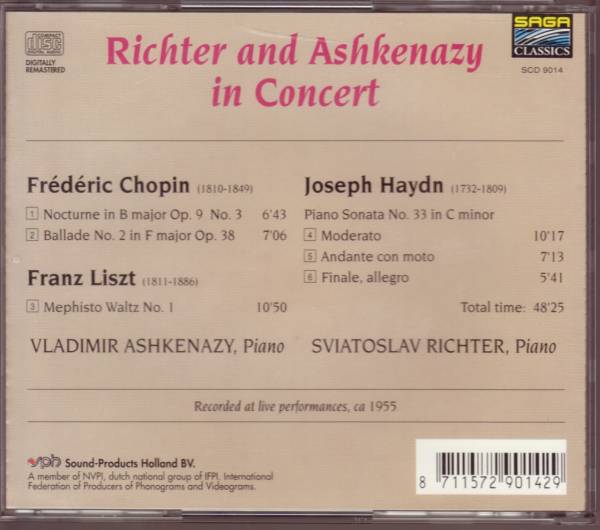 COMPACT
disc
DIGITAL AUDIO
DIGITALLY
REMASTERED
Richter and Ashkenazy
in Concert
SAGA
CLASSICS
SCD 9014
Frédéric Chopin (1810-1849)
1 Nocturne in B major Op. 9 No. 3 6'43
2 Ballade No. 2 in F major Op. 38 7'06
Franz Liszt (1811-1886)
3 Mephisto Waltz No. 1 10'50
VLADIMIR ASHKENAZY, Piano
Joseph Haydn (1732-1809)
Piano Sonata No. 33 in C minor
4 Moderato 10'17
5 Andante con moto 7'13
6 Finale, allegro 5'41
Total time: 48'25
SVIATOSLAV RICHTER, Piano
Recorded at live performances, ca 1955
sph Sound-Products Holland BV.
A member of NVPI, dutch national group of IFPI. International
Federation of Producers of Phonograms and Videograms.
8 711572 901429